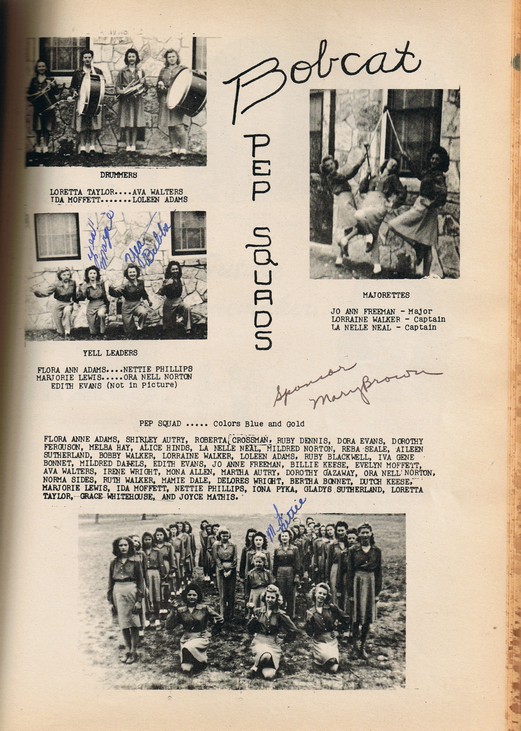 Bobcat
PEP SQUADS
DRUMMERS
LORETTA TAYLOR....AVA WALTERS
IDA MOFFETT.......LOLEEN ADAMS
MAJORETTES
JO ANN FREEMAN - Major
LORRAINE WALKER - Captain
LA NELLE NEAL - Captain
YELL LEADERS
FLORA ANN ADAMS....NETTIE PHILLIPS
MARJORIE LEWIS.....ORA NELL NORTON
EDITH EVANS (Not in Picture)
Sponsor
Mary Brown
PEP SQUAD ..... Colors Blue and Gold
FLORA ANNE ADAMS, SHIRLEY AUTRY, ROBERTA CROSSMAN, RUBY DENNIS, DORA EVANS, DOROTHY
FERGUSON, MELBA HAY, ALICE HINDS, LA NELLE NEAL, MILDRED NORTON, REBA SEALE, AILEEN
SUTHERLAND, BOBBY WALKER, LORRAINE WALKER, LOLEEN ADAMS, RUBY BLACKWELL, IVA GENE
BONNET, MILDRED DANELS, EDITH EVANS, JO ANNE FREEMAN, BILLIE KEESE, EVELYN MOFFETT,
AVA WALTERS, IRENE WRIGHT, MONA ALLEN, MARTHA AUTRY, DOROTHY GAZAWAY, ORA NELL NORTON,
NORMA SIDES, RUTH WALKER, MAMIE DALE, DELORES WRIGHT, BERTHA BONNET, DUTCH KEESE,
MARJORIE LEWIS, IDA MOFFETT, NETTIE PHILLIPS, IONA PYKA, GLADYS SUTHERLAND, LORETTA
TAYLOR, GRACE WHITEHOUSE, AND JOYCE MATHIS.